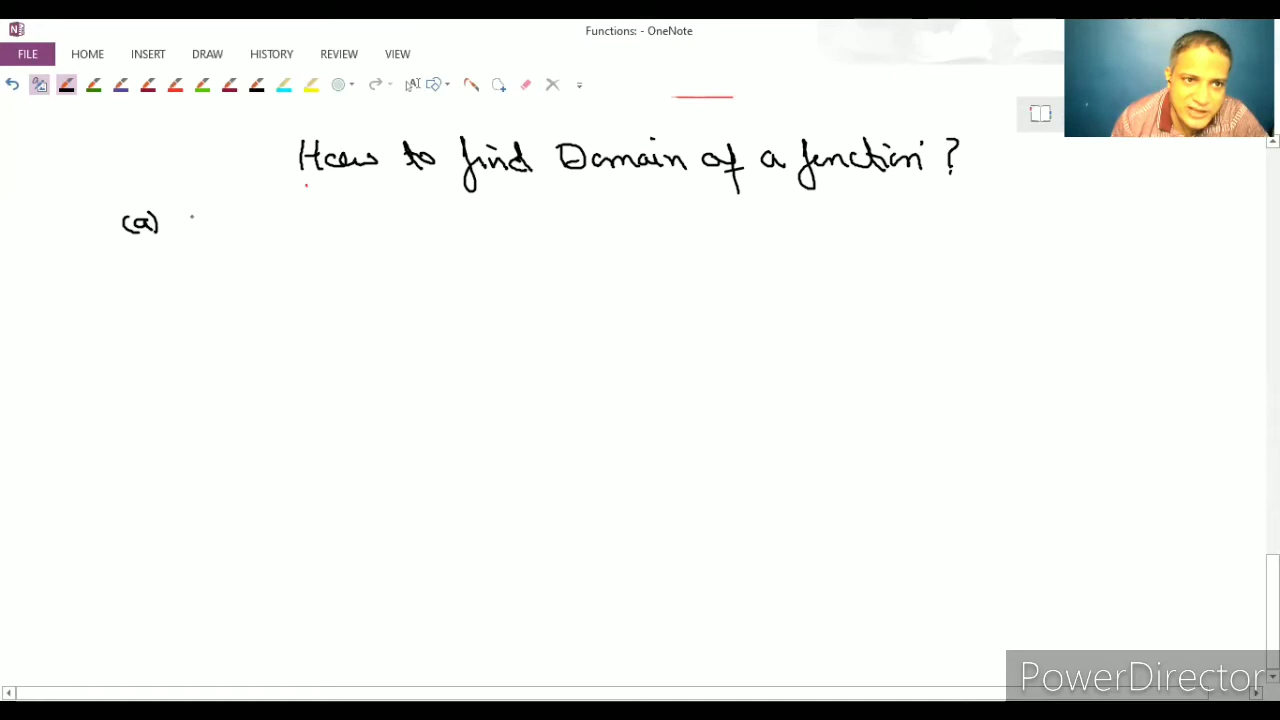 Functions: - OneNote
FILE HOME INSERT DRAW HISTORY REVIEW VIEW
How to find Domain of a function ?
(a)
PowerDirector